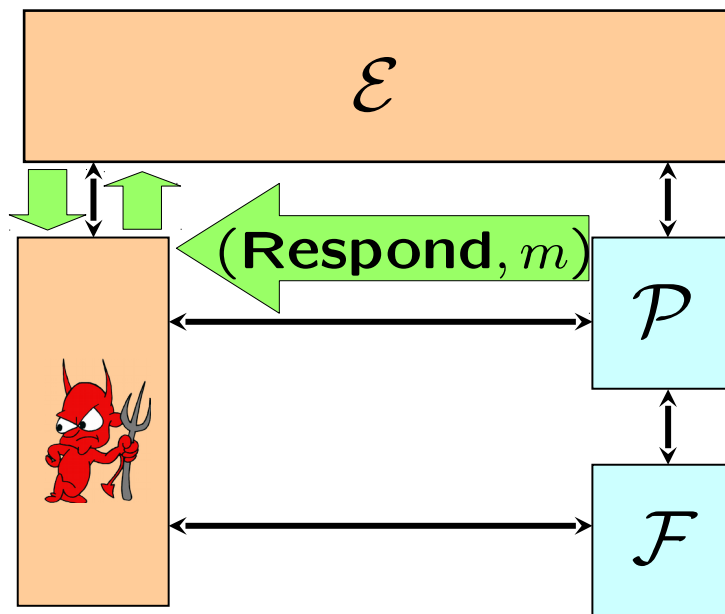 ℰ
(Respond, m)
𝒫
ℱ